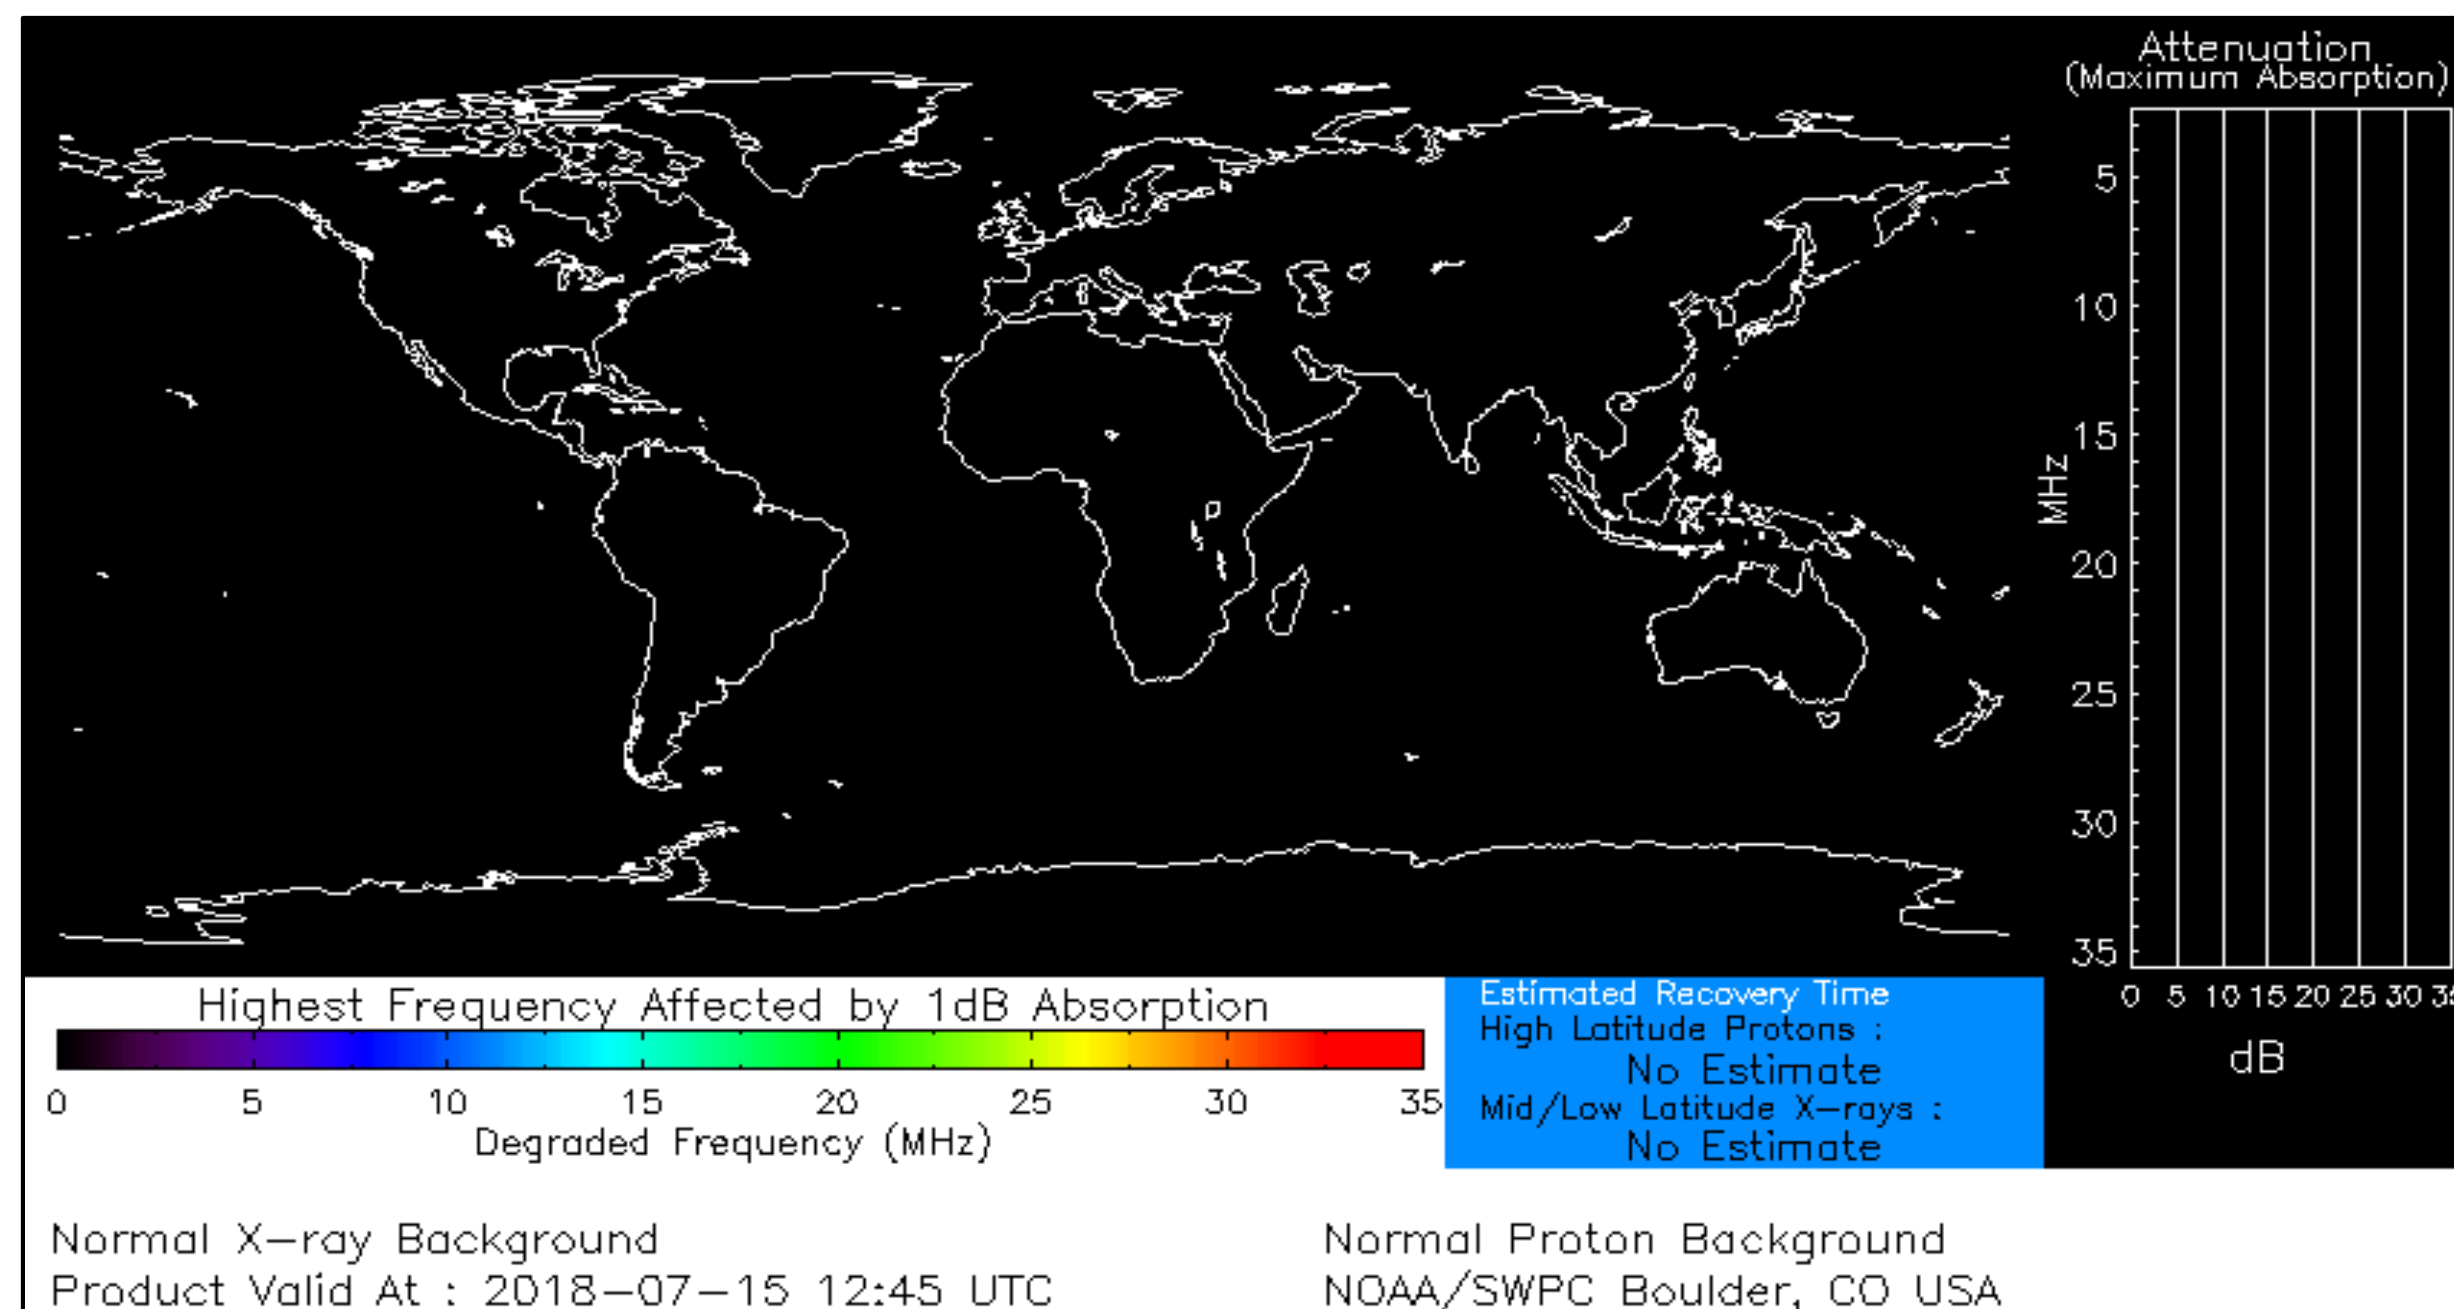 Attenuation
(Maximum Absorption)
5
10
15
20
25
30
35
MHz
0 5 10 15 20 25 30
dB
Highest Frequency Affected by 1dB Absorption
0 5 10 15 20 25 30 35
Degraded Frequency (MHz)
Estimated Recovery Time
High Latitude Protons :
No Estimate
Mid/Low Latitude X-rays :
No Estimate
Normal X-ray Background
Product Valid At : 2018-07-15 12:45 UTC
Normal Proton Background
NOAA/SWPC Boulder, CO USA